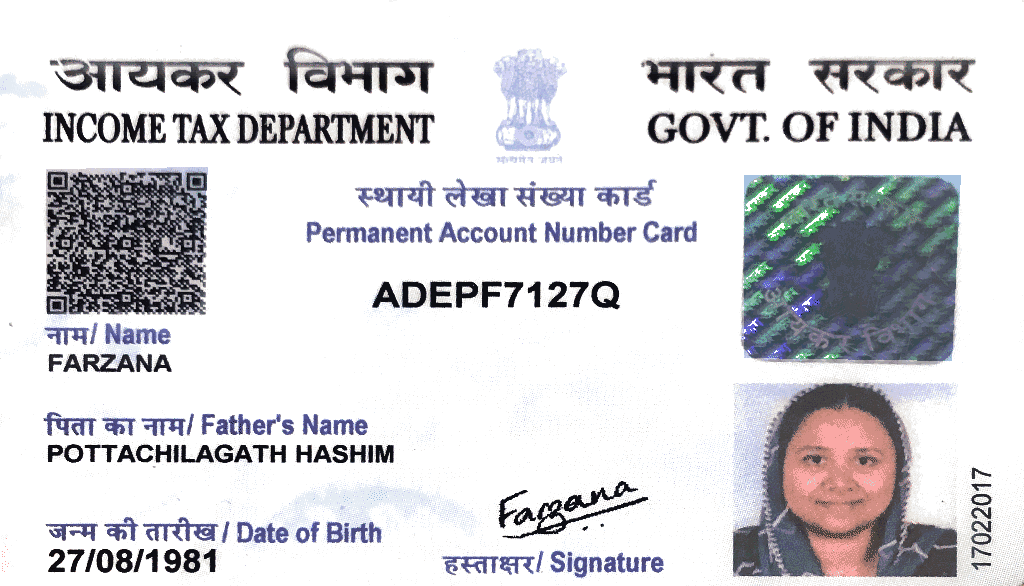 आयकर विभाग
INCOME TAX DEPARTMENT
भारत सरकार
GOVT. OF INDIA
सत्यमेव जयते
स्थायी लेखा संख्या कार्ड
Permanent Account Number Card
ADEPF7127Q
नाम/ Name
FARZANA
पिता का नाम/ Father's Name
POTTACHILAGATH HASHIM
जन्म की तारीख / Date of Birth
27/08/1981
Farzana
हस्ताक्षर/ Signature
17022017
आयकर विभाग